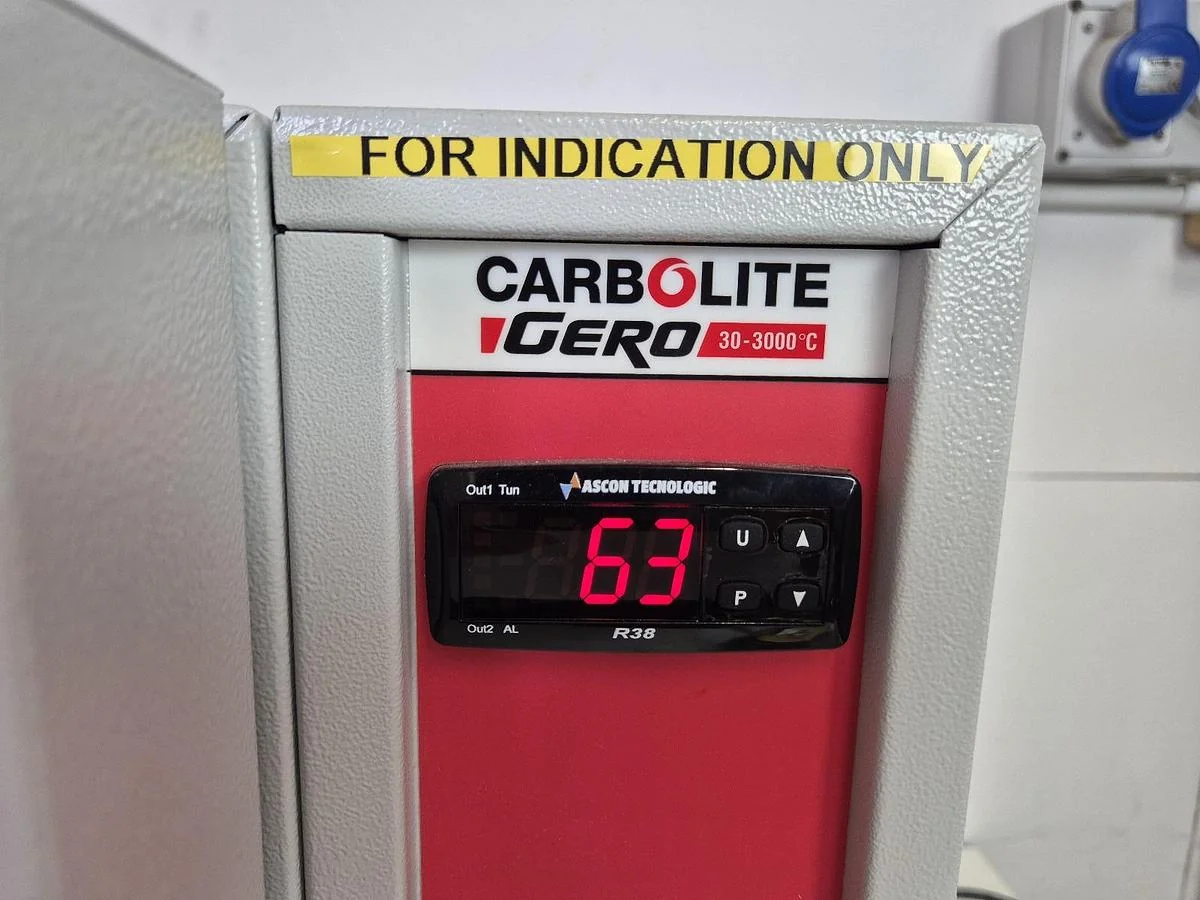 FOR INDICATION ONLY
CARBOLITE
GERO 30-3000°C
Out1 Tun ASCON TECNOLOGIC
63
U
P
Out2 AL
R38